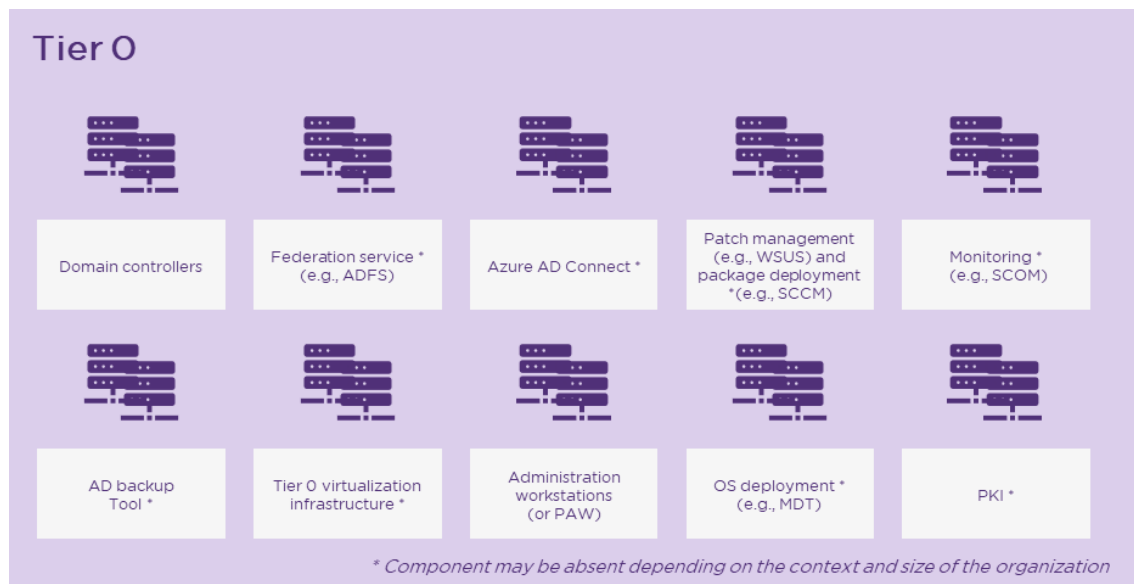 Tier 0
Domain controllers
Federation service *
(e.g., ADFS)
Azure AD Connect *
Patch management
(e.g., WSUS) and
package deployment
*(e.g., SCCM)
Monitoring *
(e.g., SCOM)
AD backup
Tool *
Tier 0 virtualization
infrastructure *
Administration
workstations
(or PAW)
OS deployment *
(e.g., MDT)
PKI *
* Component may be absent depending on the context and size of the organization